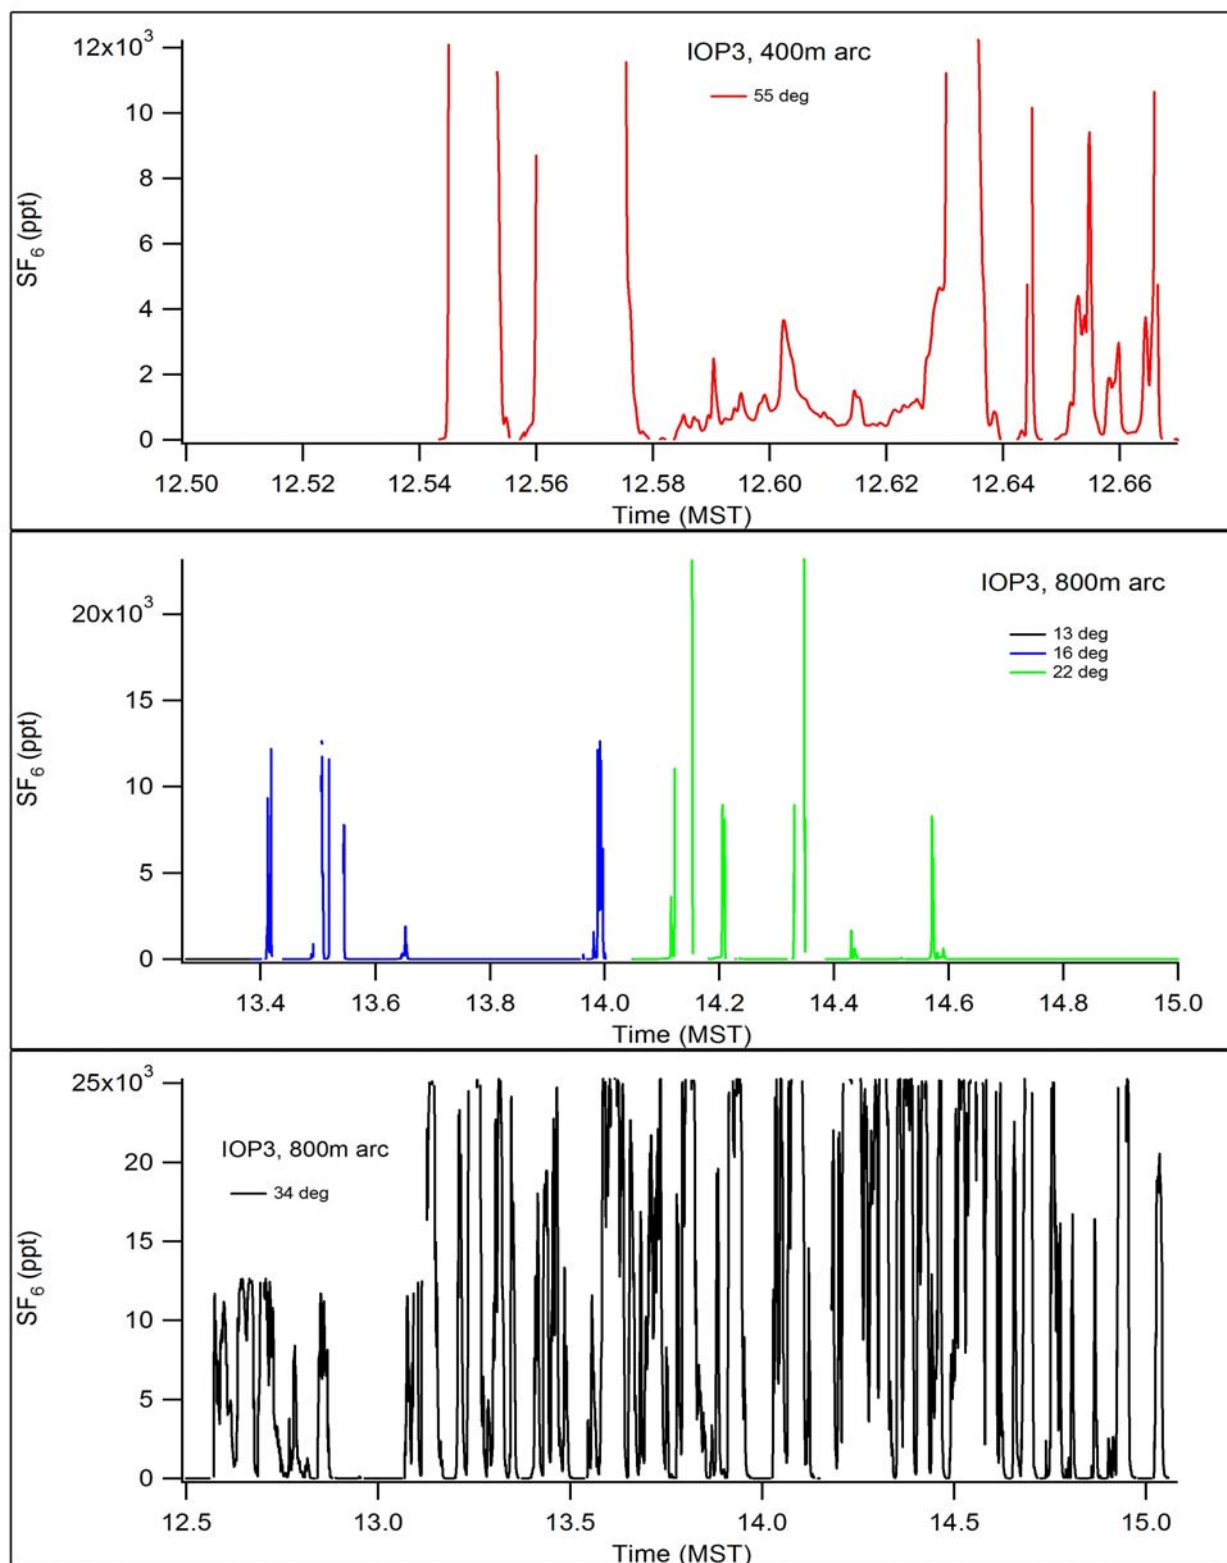 12x10³
10
8
6
4
2
0
SF₆ (ppt)
IOP3, 400m arc
55 deg
12.50 12.52 12.54 12.56 12.58 12.60 12.62 12.64 12.66
Time (MST)
20x10³
15
10
5
0
SF₆ (ppt)
IOP3, 800m arc
13 deg
16 deg
22 deg
13.4 13.6 13.8 14.0 14.2 14.4 14.6 14.8 15.0
Time (MST)
25x10³
20
15
10
5
0
SF₆ (ppt)
IOP3, 800m arc
34 deg
12.5 13.0 13.5 14.0 14.5 15.0
Time (MST)